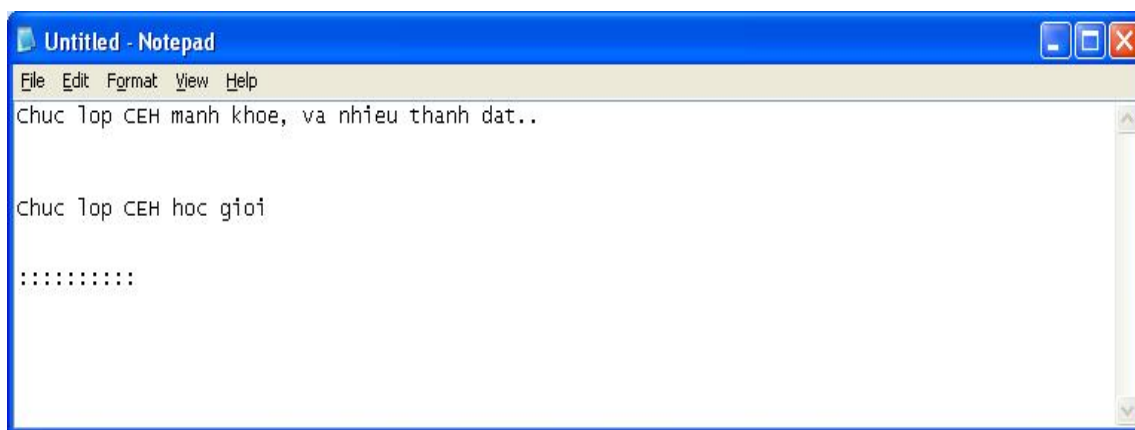 Untitled - Notepad
File Edit Format View Help
Chuc lop CEH manh khoe, va nhieu thanh dat..
Chuc lop CEH hoc gioi
::::::::::